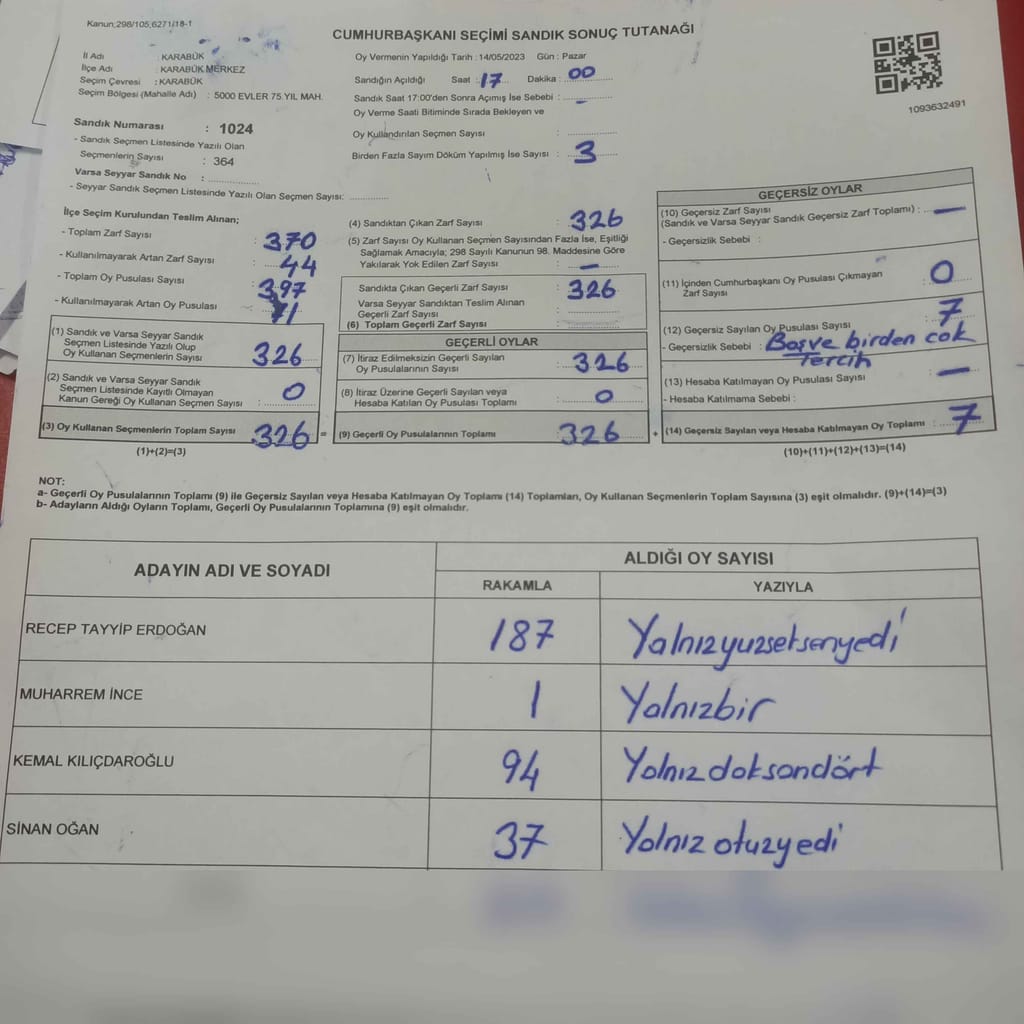 Kanun;298/105,6271/18-1
CUMHURBAŞKANI SEÇİMİ SANDIK SONUÇ TUTANAĞI
İl Adı : KARABÜK
İlçe Adı : KARABÜK MERKEZ
Seçim Çevresi : KARABÜK
Seçim Bölgesi (Mahalle Adı) : 5000 EVLER 75.YIL MAH.
Oy Vermenin Yapıldığı Tarih : 14/05/2023 Gün : Pazar
Sandığın Açıldığı Saat : 17 Dakika : 00
Sandık Saat 17:00'den Sonra Açılmış İse Sebebi : –
Oy Verme Saati Bitiminde Sırada Bekleyen ve
Oy Kullandırılan Seçmen Sayısı :
Birden Fazla Sayım Döküm Yapılmış İse Sayısı : 3
1093632491
Sandık Numarası : 1024
- Sandık Seçmen Listesinde Yazılı Olan
Seçmenlerin Sayısı : 364
Varsa Seyyar Sandık No :
- Seyyar Sandık Seçmen Listesinde Yazılı Olan Seçmen Sayısı:
İlçe Seçim Kurulundan Teslim Alınan;
- Toplam Zarf Sayısı : 370
- Kullanılmayarak Artan Zarf Sayısı : 44
- Toplam Oy Pusulası Sayısı : 397
- Kullanılmayarak Artan Oy Pusulası : 71
(1) Sandık ve Varsa Seyyar Sandık
Seçmen Listesinde Yazılı Olup
Oy Kullanan Seçmenlerin Sayısı : 326
(2) Sandık ve Varsa Seyyar Sandık
Seçmen Listesinde Kayıtlı Olmayan
Kanun Gereği Oy Kullanan Seçmen Sayısı : 0
(3) Oy Kullanan Seçmenlerin Toplam Sayısı : 326 =
(1)+(2)=(3)
(4) Sandıktan Çıkan Zarf Sayısı : 326
(5) Zarf Sayısı Oy Kullanan Seçmen Sayısından Fazla İse, Eşitliği
Sağlamak Amacıyla; 298 Sayılı Kanunun 98. Maddesine Göre
Yakılarak Yok Edilen Zarf Sayısı : –
Sandıkta Çıkan Geçerli Zarf Sayısı : 326
Varsa Seyyar Sandıktan Teslim Alınan
Geçerli Zarf Sayısı :
(6) Toplam Geçerli Zarf Sayısı :
GEÇERLİ OYLAR
(7) İtiraz Edilmeksizin Geçerli Sayılan
Oy Pusulalarının Sayısı : 326
(8) İtiraz Üzerine Geçerli Sayılan veya
Hesaba Katılan Oy Pusulası Toplamı : 0
(9) Geçerli Oy Pusulalarının Toplamı : 326 +
GEÇERSİZ OYLAR
(10) Geçersiz Zarf Sayısı
(Sandık ve Varsa Seyyar Sandık Geçersiz Zarf Toplamı) : –
- Geçersizlik Sebebi :
(11) İçinden Cumhurbaşkanı Oy Pusulası Çıkmayan
Zarf Sayısı : 0
(12) Geçersiz Sayılan Oy Pusulası Sayısı : 7
- Geçersizlik Sebebi : Boşve birden cok
Tercih
(13) Hesaba Katılmayan Oy Pusulası Sayısı : –
- Hesaba Katılmama Sebebi :
(14) Geçersiz Sayılan veya Hesaba Katılmayan Oy Toplamı : 7
(10)+(11)+(12)+(13)=(14)
NOT:
a- Geçerli Oy Pusulalarının Toplamı (9) ile Geçersiz Sayılan veya Hesaba Katılmayan Oy Toplamı (14) Toplamları, Oy Kullanan Seçmenlerin Toplam Sayısına (3) eşit olmalıdır. (9)+(14)=(3)
b- Adayların Aldığı Oyların Toplamı, Geçerli Oy Pusulalarının Toplamına (9) eşit olmalıdır.
ADAYIN ADI VE SOYADI
ALDIĞI OY SAYISI
RAKAMLA YAZIYLA
RECEP TAYYİP ERDOĞAN 187 Yalnızyuzseksenyedi
MUHARREM İNCE 1 Yalnızbir
KEMAL KILIÇDAROĞLU 94 Yalnız doksandört
SİNAN OĞAN 37 Yalnız otuzyedi